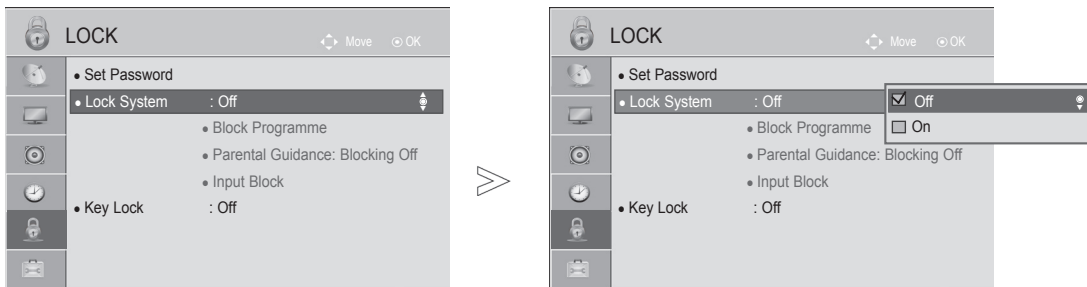 LOCK
Move OK
• Set Password
• Lock System : Off
• Block Programme
• Parental Guidance: Blocking Off
• Input Block
• Key Lock : Off
LOCK
Move OK
• Set Password
• Lock System : Off
Off
On
• Block Programme
• Parental Guidance: Blocking Off
• Input Block
• Key Lock : Off